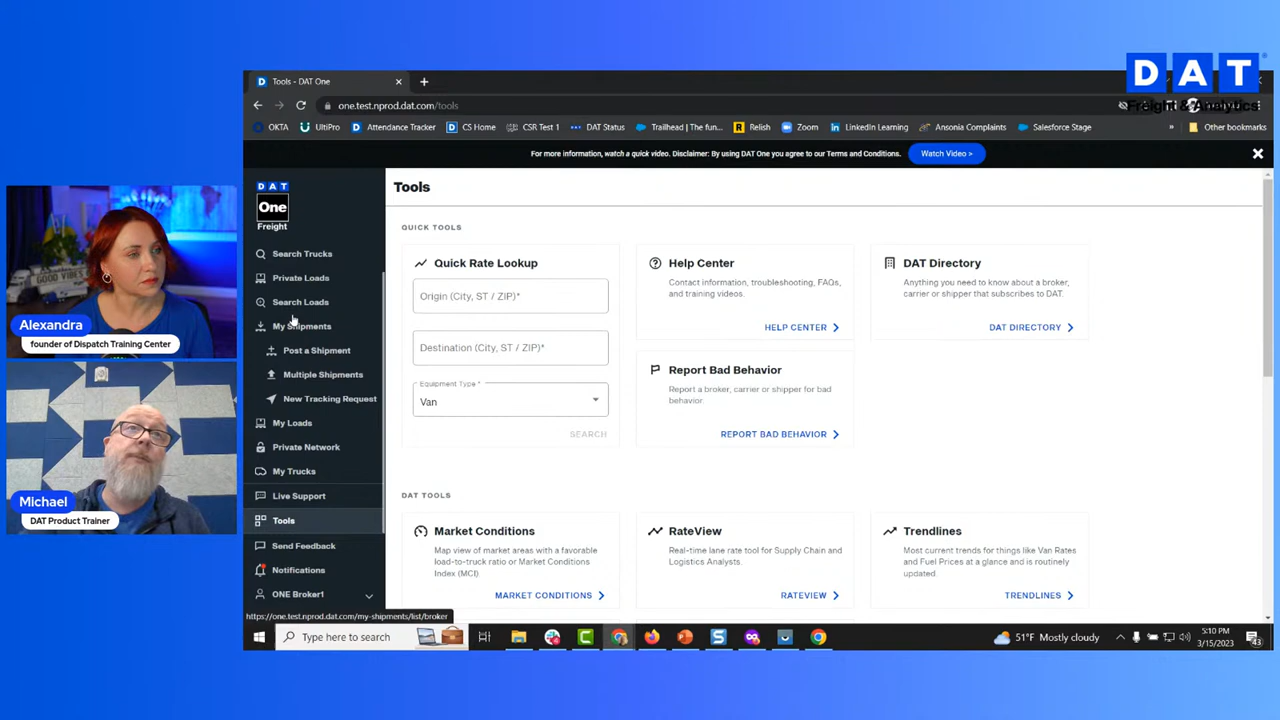 DAT
Freight & Analytics
Tools - DAT One
one.test.nprod.dat.com/tools
OKTA
UltiPro
Attendance Tracker
CS Home
CSR Test 1
DAT Status
Trailhead | The fun...
Relish
Zoom
LinkedIn Learning
Ansonia Complaints
Salesforce Stage
»
Other bookmarks
For more information, watch a quick video. Disclaimer: By using DAT One you agree to our Terms and Conditions.
Watch Video >
DAT
One
Freight
Search Trucks
Private Loads
Search Loads
My Shipments
Post a Shipment
Multiple Shipments
New Tracking Request
My Loads
Private Network
My Trucks
Live Support
Tools
Send Feedback
Notifications
ONE Broker1
https://one.test.nprod.dat.com/my-shipments/list/broker
Tools
QUICK TOOLS
Quick Rate Lookup
Origin (City, ST / ZIP)*
Destination (City, ST / ZIP)*
Equipment Type *
Van
SEARCH
Help Center
Contact information, troubleshooting, FAQs,
and training videos.
HELP CENTER
DAT Directory
Anything you need to know about a broker,
carrier or shipper that subscribes to DAT.
DAT DIRECTORY
Report Bad Behavior
Report a broker, carrier or shipper for bad
behavior.
REPORT BAD BEHAVIOR
DAT TOOLS
Market Conditions
Map view of market areas with a favorable
load-to-truck ratio or Market Conditions
Index (MCI)
MARKET CONDITIONS
RateView
Real-time lane rate tool for Supply Chain and
Logistics Analysts.
RATEVIEW
Trendlines
Most current trends for things like Van Rates
and Fuel Prices at a glance and is routinely
updated.
TRENDLINES
GOOD VIBES
Alexandra
founder of Dispatch Training Center
Michael
DAT Product Trainer
Type here to search
51°F Mostly cloudy
5:10 PM
3/15/2023
43